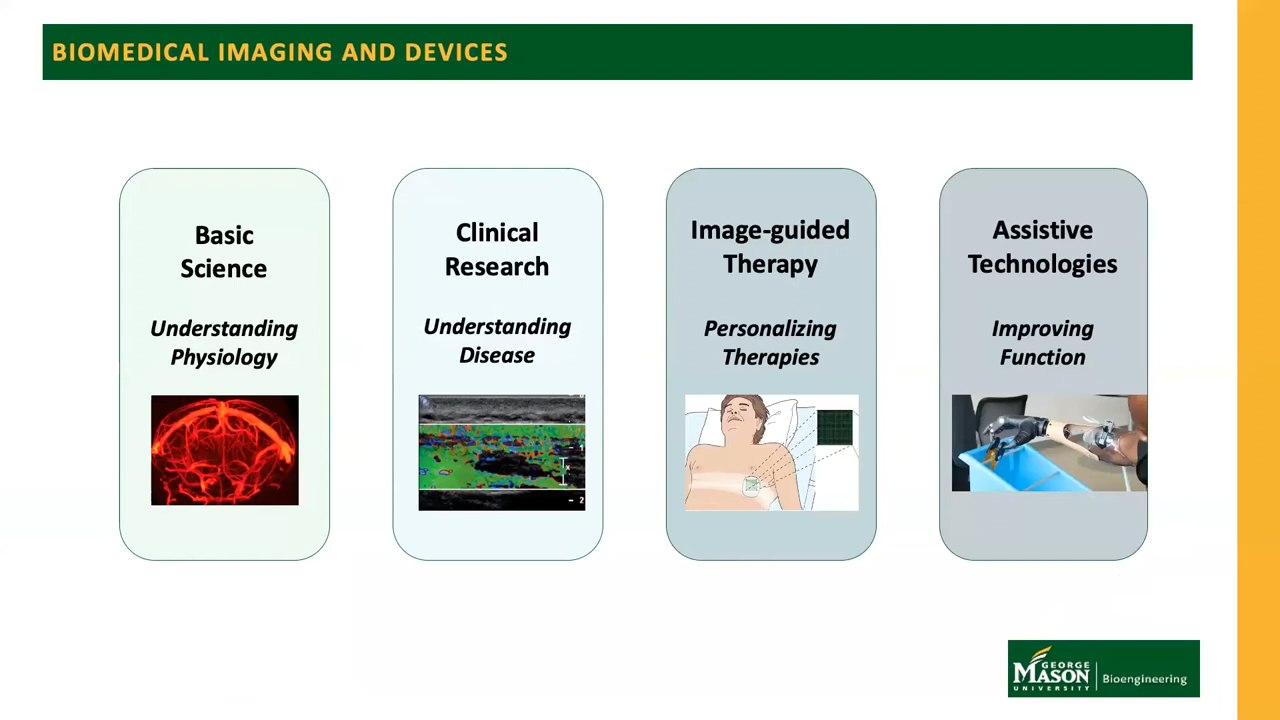 BIOMEDICAL IMAGING AND DEVICES
Basic
Science
Understanding
Physiology
Clinical
Research
Understanding
Disease
x
2
Image-guided
Therapy
Personalizing
Therapies
Assistive
Technologies
Improving
Function
GEORGE
MASON
UNIVERSITY
Bioengineering